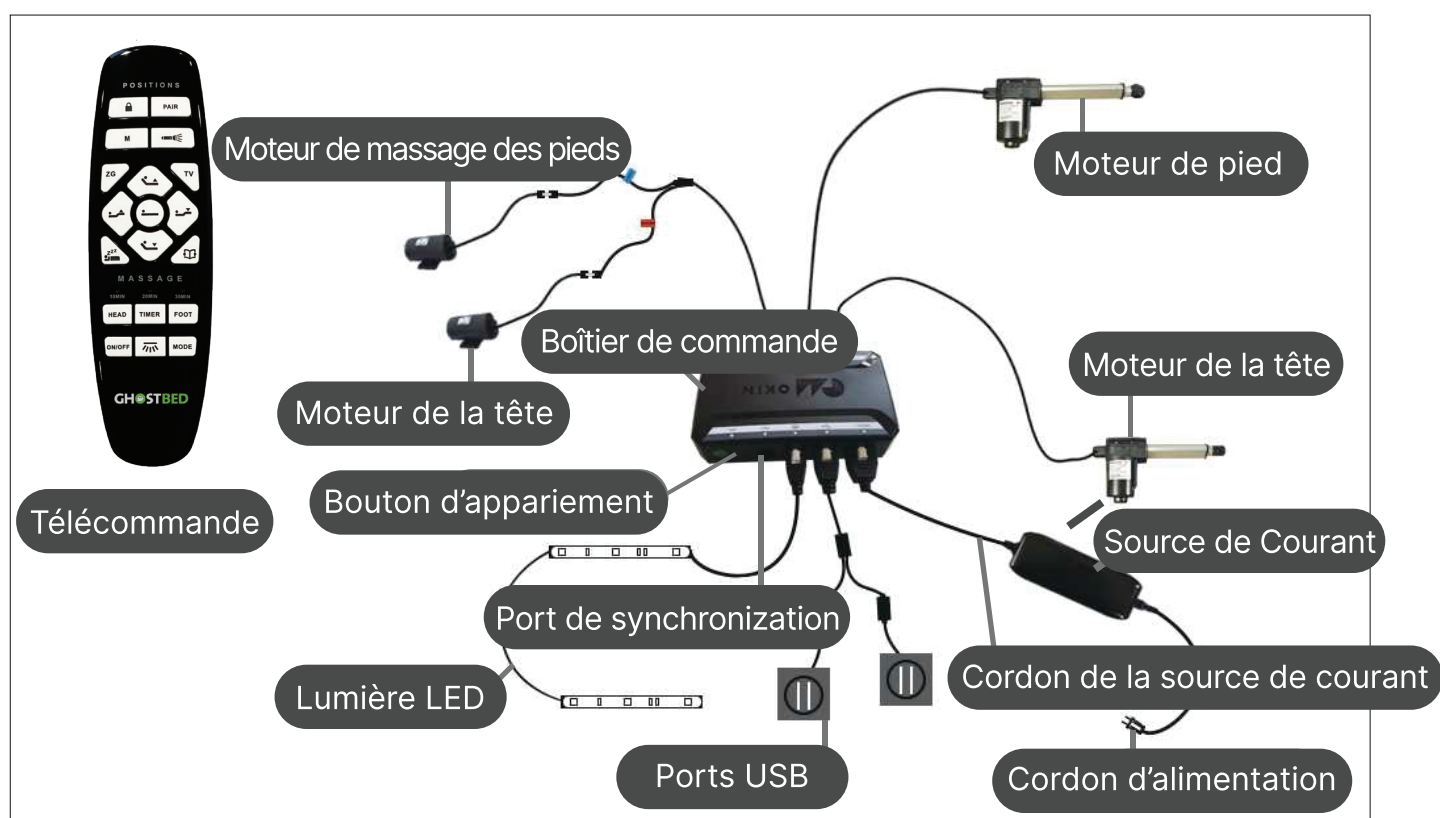 POSITIONS
PAIR
M
ZG
TV
zzz
MASSAGE
10MIN 20MIN 30MIN
HEAD TIMER FOOT
ON/OFF MODE
GHOSTBED
Télécommande
Moteur de massage des pieds
Moteur de pied
Boîtier de commande
OKIN
Moteur de la tête
Moteur de la tête
Bouton d’appariement
Source de Courant
Port de synchronization
Lumière LED
Cordon de la source de courant
Ports USB
Cordon d’alimentation